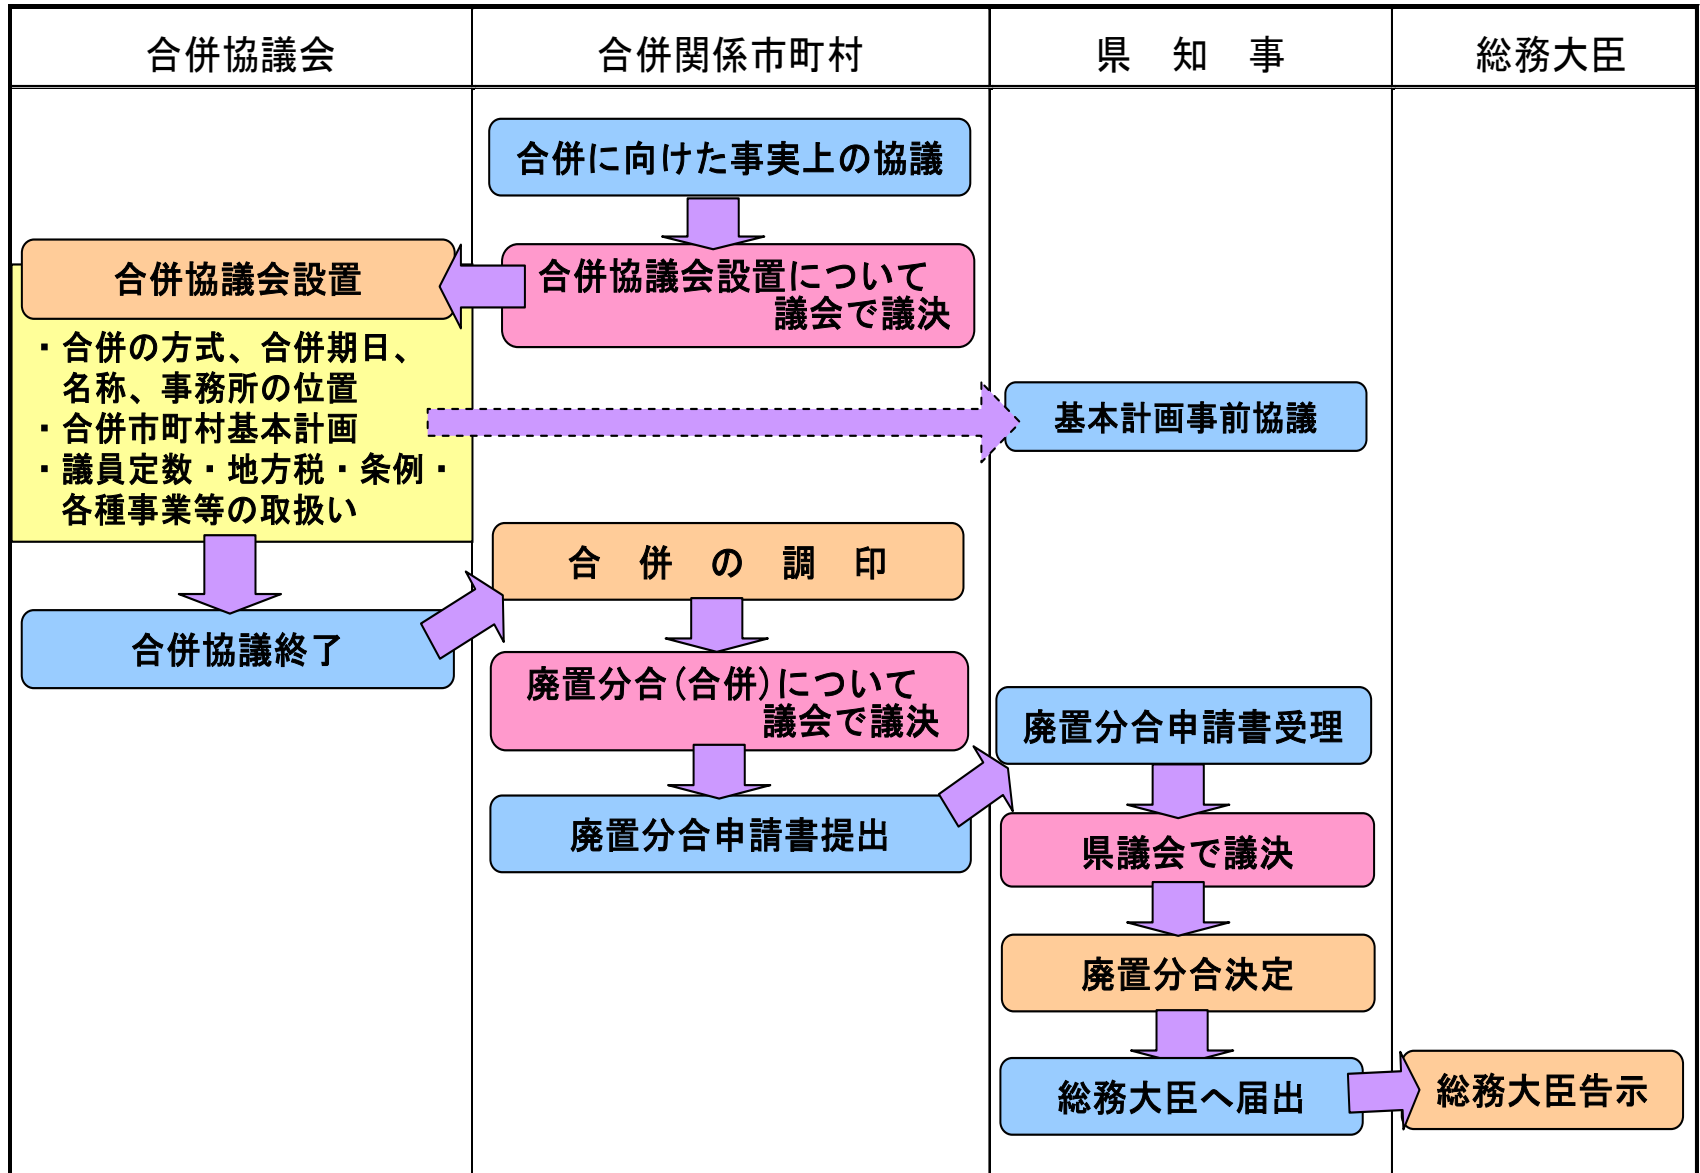 合併協議会
合併関係市町村
県　知　事
総務大臣
合併に向けた事実上の協議
合併協議会設置について
議会で議決
合併協議会設置
・合併の方式、合併期日、
名称、事務所の位置
・合併市町村基本計画
・議員定数・地方税・条例・
各種事業等の取扱い
基本計画事前協議
合併協議終了
合　併　の　調　印
廃置分合(合併)について
議会で議決
廃置分合申請書提出
廃置分合申請書受理
県議会で議決
廃置分合決定
総務大臣へ届出
総務大臣告示